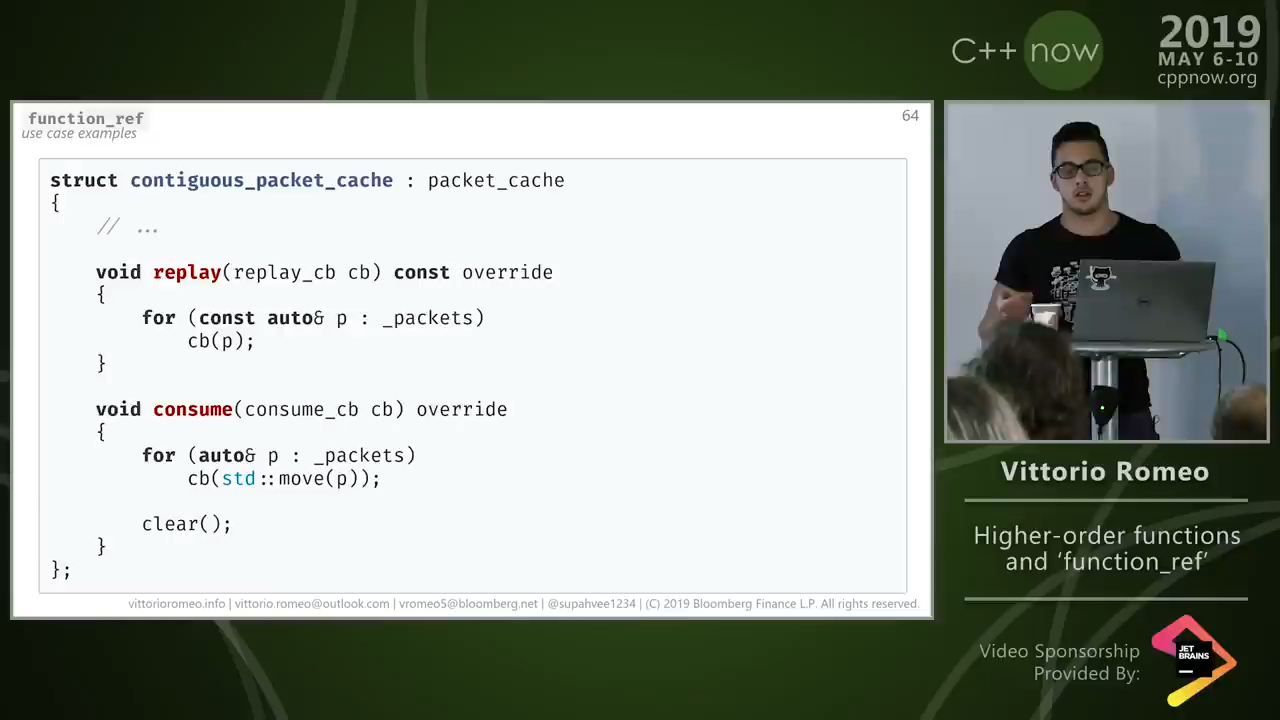 C++ now
2019
MAY 6-10
cppnow.org
function_ref
use case examples
64
struct contiguous_packet_cache : packet_cache
{
// ...
void replay(replay_cb cb) const override
{
for (const auto& p : _packets)
cb(p);
}
void consume(consume_cb cb) override
{
for (auto& p : _packets)
cb(std::move(p));
clear();
}
};
vittorioromeo.info | vittorio.romeo@outlook.com | vromeo5@bloomberg.net | @supahvee1234 | (C) 2019 Bloomberg Finance L.P. All rights reserved.
Vittorio Romeo
Higher-order functions
and ‘function_ref’
Video Sponsorship
Provided By:
JET
BRAINS